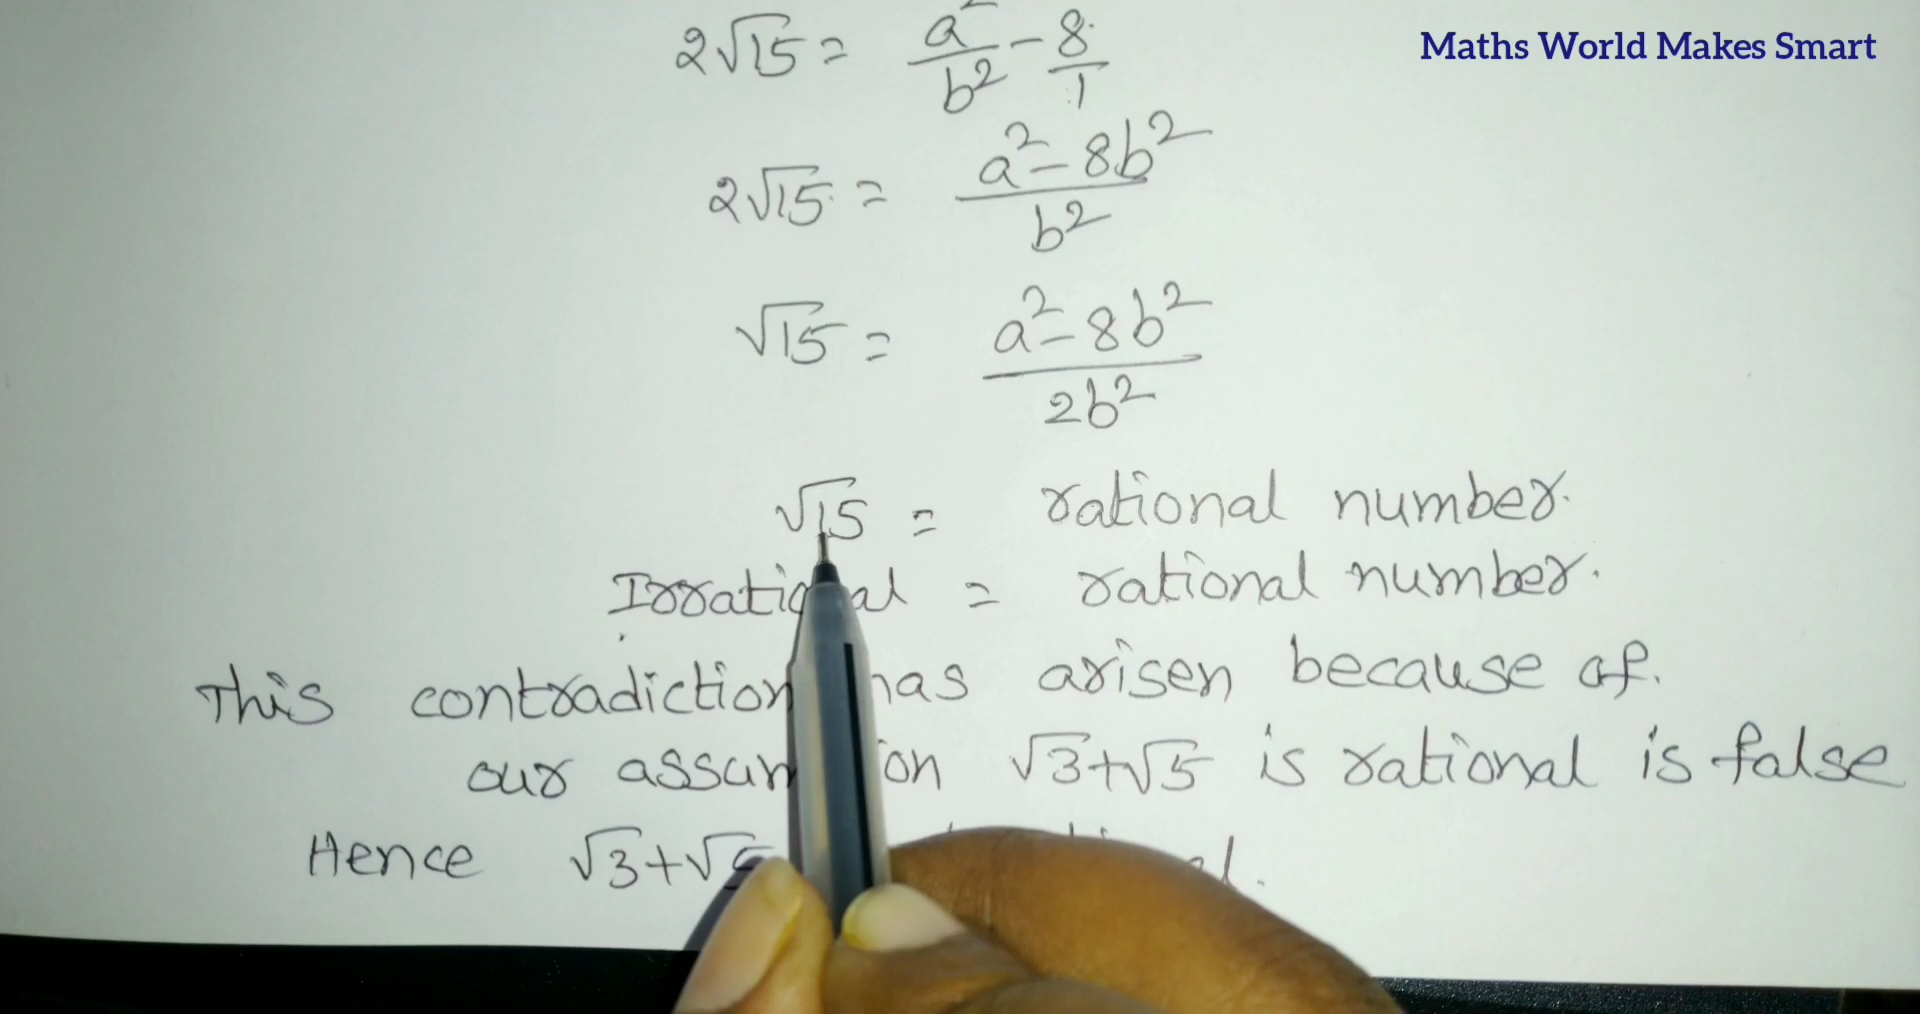 Maths World Makes Smart
2√15 = a²/b² - 8/1
2√15 = (a² - 8b²)/b²
√15 = (a² - 8b²)/2b²
√15 = rational number.
Irrational = rational number.
This contradiction has arisen because of.
our assumption √3+√5 is rational is false
Hence √3+√5